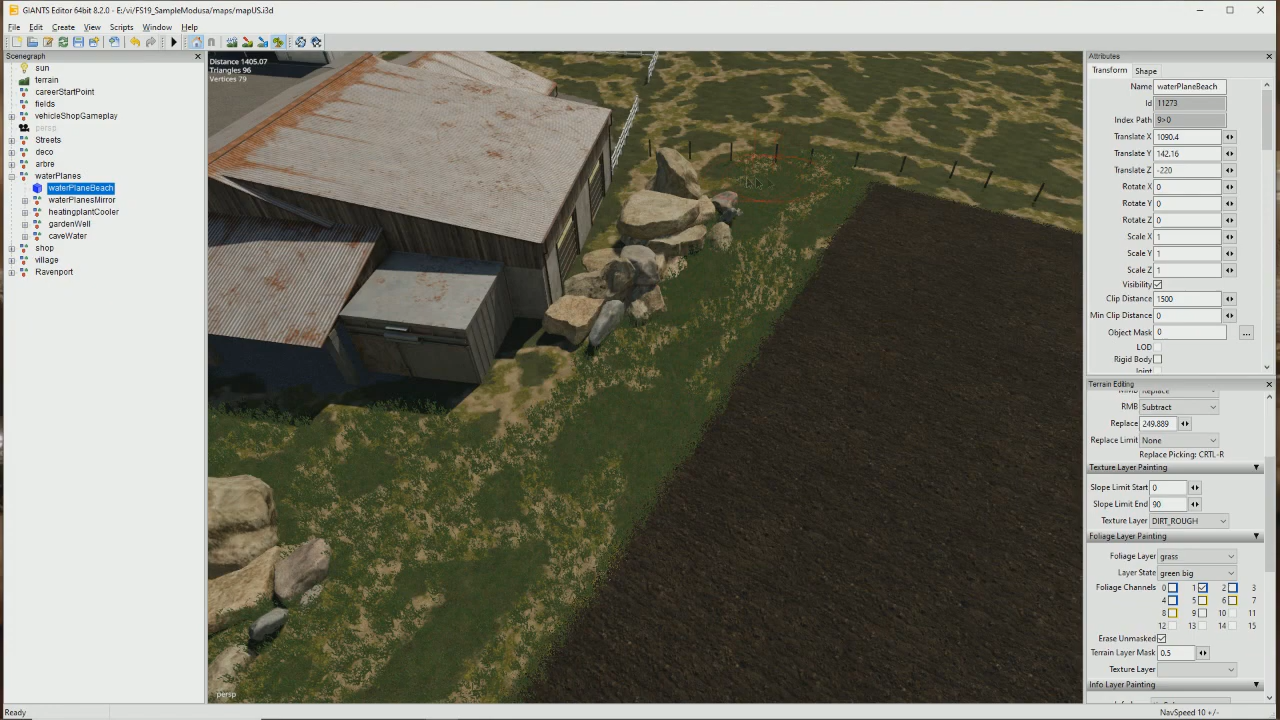 GIANTS Editor 64bit 8.2.0 - E:/vi/FS19_SampleModusa/maps/mapUS.i3d
File Edit Create View Scripts Window Help
Scenegraph
sun
terrain
careerStartPoint
fields
vehicleShopGameplay
persp
Streets
deco
arbre
waterPlanes
waterPlaneBeach
waterPlanesMirror
heatingplantCooler
gardenWell
caveWater
shop
village
Ravenport
Distance 1405.07
Triangles 96
Vertices 79
persp
Attributes
Transform Shape
Name waterPlaneBeach
Id 11273
Index Path 9>0
Translate X 1090.4
Translate Y 142.16
Translate Z -220
Rotate X 0
Rotate Y 0
Rotate Z 0
Scale X 1
Scale Y 1
Scale Z 1
Visibility
Clip Distance 1500
Min Clip Distance 0
Object Mask 0 ...
LOD
Rigid Body
Joint
Terrain Editing
RMB Subtract
Replace 249.889
Replace Limit None
Replace Picking: CRTL-R
Texture Layer Painting
Slope Limit Start 0
Slope Limit End 90
Texture Layer DIRT_ROUGH
Foliage Layer Painting
Foliage Layer grass
Layer State green big
Foliage Channels 0 1 2 3
4 5 6 7
8 9 10 11
12 13 14 15
Erase Unmasked
Terrain Layer Mask 0.5
Texture Layer
Info Layer Painting
Ready
NavSpeed 10 +/-